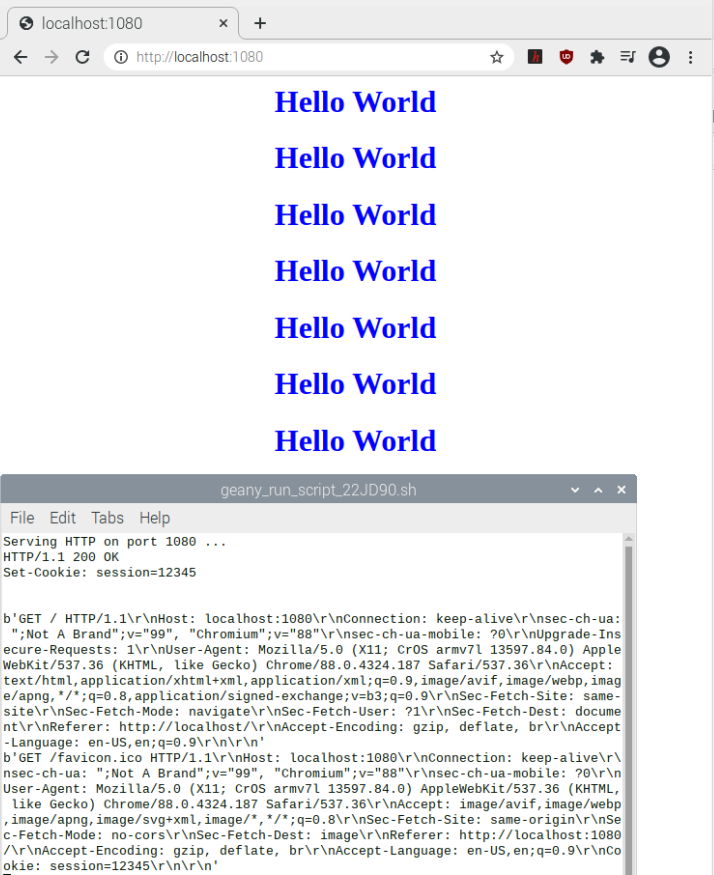 localhost:1080
http://localhost:1080
Hello World
Hello World
Hello World
Hello World
Hello World
Hello World
Hello World
geany_run_script_22JD90.sh
File Edit Tabs Help
Serving HTTP on port 1080 ...
HTTP/1.1 200 OK
Set-Cookie: session=12345
b'GET / HTTP/1.1\r\nHost: localhost:1080\r\nConnection: keep-alive\r\nsec-ch-ua:
 ";Not A Brand";v="99", "Chromium";v="88"\r\nsec-ch-ua-mobile: ?0\r\nUpgrade-Ins
ecure-Requests: 1\r\nUser-Agent: Mozilla/5.0 (X11; CrOS armv7l 13597.84.0) Apple
WebKit/537.36 (KHTML, like Gecko) Chrome/88.0.4324.187 Safari/537.36\r\nAccept: 
text/html,application/xhtml+xml,application/xml;q=0.9,image/avif,image/webp,imag
e/apng,*/*;q=0.8,application/signed-exchange;v=b3;q=0.9\r\nSec-Fetch-Site: same-
site\r\nSec-Fetch-Mode: navigate\r\nSec-Fetch-User: ?1\r\nSec-Fetch-Dest: docume
nt\r\nReferer: http://localhost/\r\nAccept-Encoding: gzip, deflate, br\r\nAccept
-Language: en-US,en;q=0.9\r\n\r\n'
b'GET /favicon.ico HTTP/1.1\r\nHost: localhost:1080\r\nConnection: keep-alive\r\
nsec-ch-ua: ";Not A Brand";v="99", "Chromium";v="88"\r\nsec-ch-ua-mobile: ?0\r\n
User-Agent: Mozilla/5.0 (X11; CrOS armv7l 13597.84.0) AppleWebKit/537.36 (KHTML,
 like Gecko) Chrome/88.0.4324.187 Safari/537.36\r\nAccept: image/avif,image/webp
,image/apng,image/svg+xml,image/*,*/*;q=0.8\r\nSec-Fetch-Site: same-origin\r\nSe
c-Fetch-Mode: no-cors\r\nSec-Fetch-Dest: image\r\nReferer: http://localhost:1080
/\r\nAccept-Encoding: gzip, deflate, br\r\nAccept-Language: en-US,en;q=0.9\r\nCo
okie: session=12345\r\n\r\n'